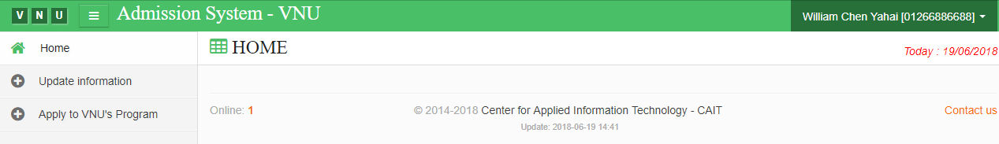 V N U
Admission System - VNU
William Chen Yahai [01266886688]
Home
HOME
Today : 19/06/2018
Update information
Apply to VNU's Program
Online: 1
© 2014-2018 Center for Applied Information Technology - CAIT
Contact us
Update: 2018-06-19 14:41